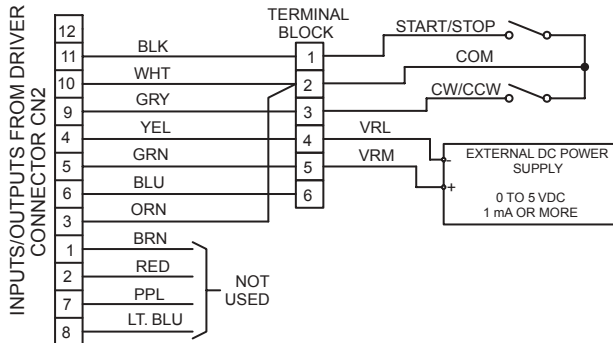 INPUTS/OUTPUTS FROM DRIVER
CONNECTOR CN2
12
11
10
9
4
5
6
3
1
2
7
8
BLK
WHT
GRY
YEL
GRN
BLU
ORN
BRN
RED
PPL
LT. BLU
NOT
USED
TERMINAL
BLOCK
1
2
3
4
5
6
START/STOP
COM
CW/CCW
VRL
VRM
-
+
EXTERNAL DC POWER
SUPPLY
0 TO 5 VDC
1 mA OR MORE